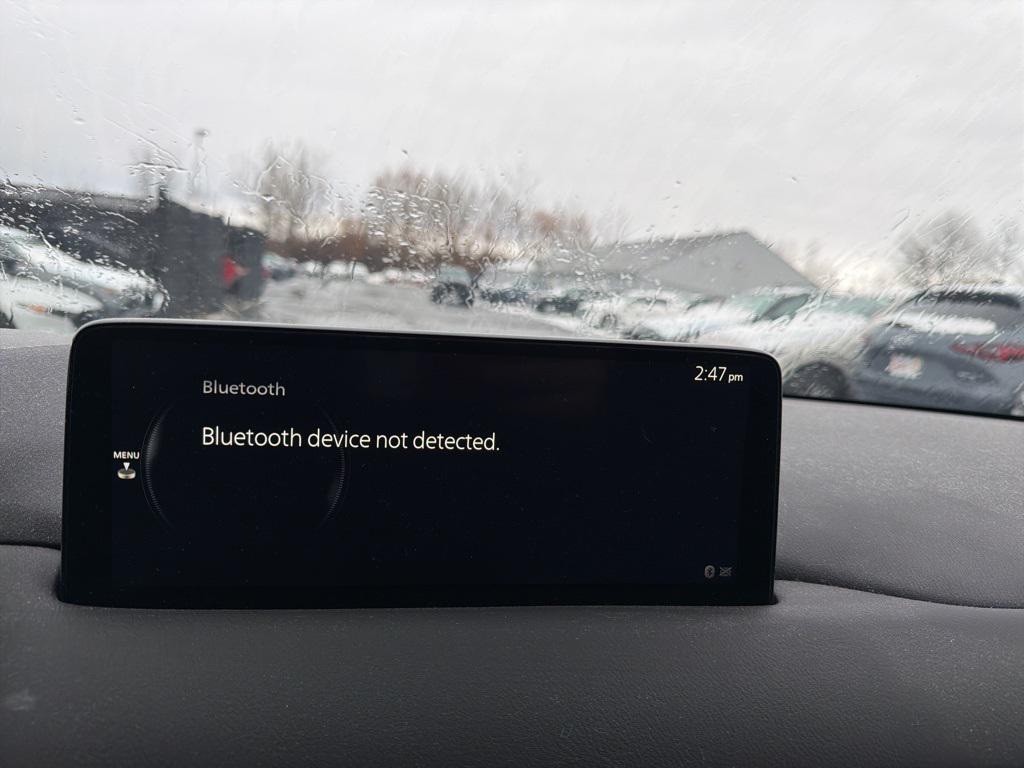 2:47 pm
Bluetooth
Bluetooth device not detected.
MENU